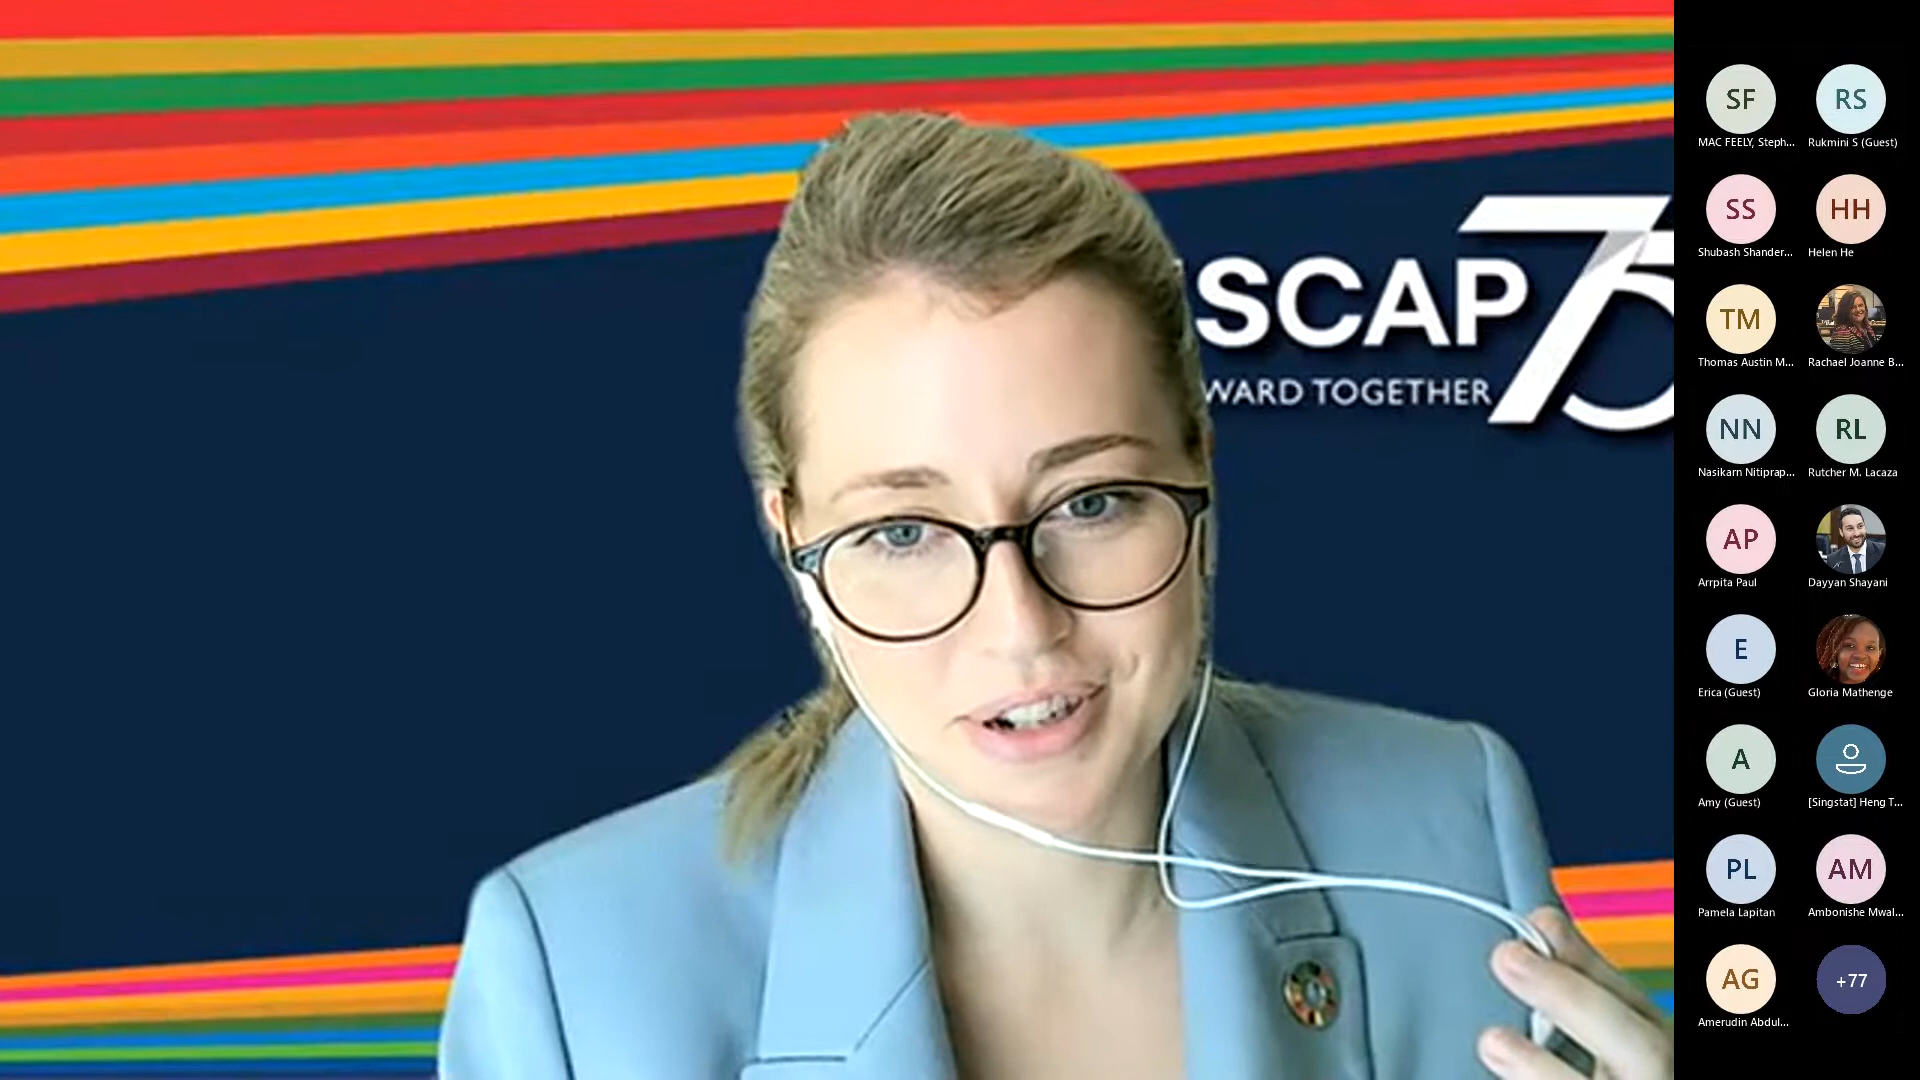 SCAP75
WARD TOGETHER
SF
RS
MAC FEELY, Steph...
Rukmini S (Guest)
SS
HH
Shubash Shander...
Helen He
TM
Thomas Austin M...
Rachael Joanne B...
NN
RL
Nasikarn Nitiprap...
Rutcher M. Lacaza
AP
Arrpita Paul
Dayyan Shayani
E
Erica (Guest)
Gloria Mathenge
A
Amy (Guest)
[Singstat] Heng T...
PL
AM
Pamela Lapitan
Ambonishe Mwal...
AG
+77
Amerudin Abdul...